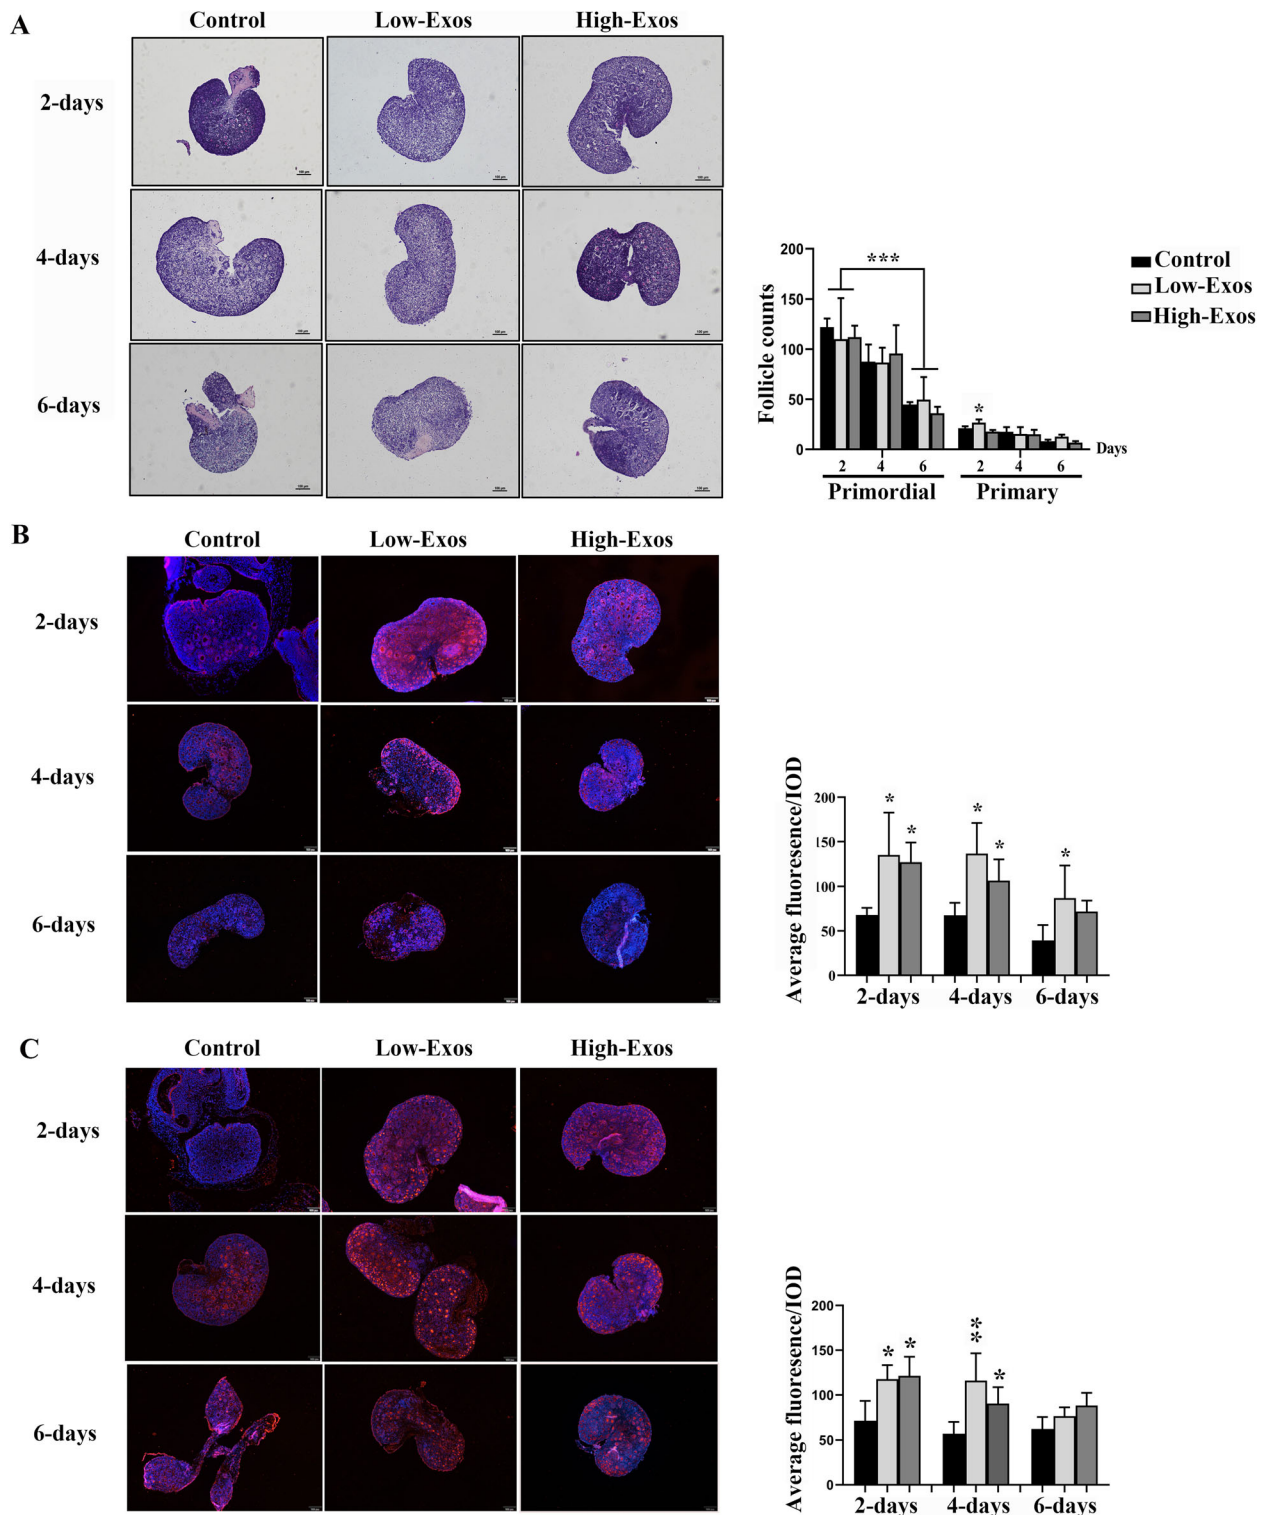 A
Control Low-Exos High-Exos
2-days
4-days
6-days
200
150
100
50
0
Follicle counts
***
*
2 4 6 2 4 6
Days
Primordial Primary
Control
Low-Exos
High-Exos
B
Control Low-Exos High-Exos
2-days
4-days
6-days
200
150
100
50
0
Average fluoresence/IOD
* * * * *
2-days 4-days 6-days
C
Control Low-Exos High-Exos
2-days
4-days
6-days
200
150
100
50
0
Average fluoresence/IOD
* * ** *
2-days 4-days 6-days